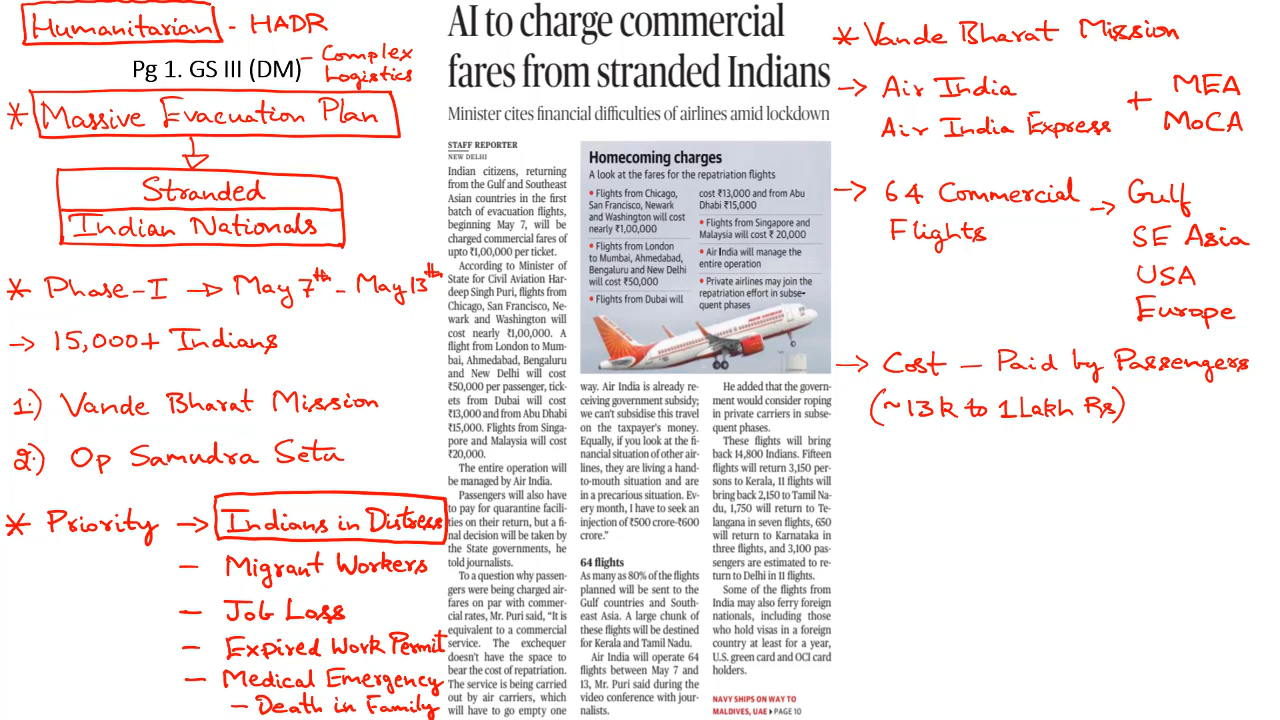 Humanitarian - HADR
Pg 1. GS III (DM)
- Complex
Logistics
* Massive Evacuation Plan
Stranded
Indian Nationals
* Phase-I → May 7th - May 13th
→ 15,000+ Indians
1.) Vande Bharat Mission
2.) Op Samudra Setu
* Priority → Indians in Distress
- Migrant Workers
- Job Loss
- Expired Work Permit
- Medical Emergency
- Death in Family
AI to charge commercial
fares from stranded Indians
Minister cites financial difficulties of airlines amid lockdown
STAFF REPORTER
NEW DELHI
Indian citizens, returning
from the Gulf and Southeast
Asian countries in the first
batch of evacuation flights,
beginning May 7, will be
charged commercial fares of
upto ₹1,00,000 per ticket.
According to Minister of
State for Civil Aviation Har-
deep Singh Puri, flights from
Chicago, San Francisco, Ne-
wark and Washington will
cost nearly ₹1,00,000. A
flight from London to Mum-
bai, Ahmedabad, Bengaluru
and New Delhi will cost
₹50,000 per passenger, tick-
ets from Dubai will cost
₹13,000 and from Abu Dhabi
₹15,000. Flights from Singa-
pore and Malaysia will cost
₹20,000.
The entire operation will
be managed by Air India.
Passengers will also have
to pay for quarantine facili-
ties on their return, but a fi-
nal decision will be taken by
the State governments, he
told journalists.
To a question why passen-
gers were being charged air-
fares on par with commer-
cial rates, Mr. Puri said, "It is
equivalent to a commercial
service. The exchequer
doesn't have the space to
bear the cost of repatriation.
The service is being carried
out by air carriers, which
will have to go empty one
Homecoming charges
A look at the fares for the repatriation flights
• Flights from Chicago,
San Francisco, Newark
and Washington will cost
nearly ₹1,00,000
• Flights from London
to Mumbai, Ahmedabad,
Bengaluru and New Delhi
will cost ₹50,000
• Flights from Dubai will
cost ₹13,000 and from Abu
Dhabi ₹15,000
• Flights from Singapore and
Malaysia will cost ₹ 20,000
• Air India will manage the
entire operation
• Private airlines may join the
repatriation effort in subse-
quent phases
way. Air India is already re-
ceiving government subsidy;
we can't subsidise this travel
on the taxpayer's money.
Equally, if you look at the fi-
nancial situation of other air-
lines, they are living a hand-
to-mouth situation and are
in a precarious situation. Ev-
ery month, I have to seek an
injection of ₹500 crore-₹600
crore."
64 flights
As many as 80% of the flights
planned will be sent to the
Gulf countries and South-
east Asia. A large chunk of
these flights will be destined
for Kerala and Tamil Nadu.
Air India will operate 64
flights between May 7 and
13, Mr. Puri said during the
video conference with jour-
nalists.
He added that the govern-
ment would consider roping
in private carriers in subse-
quent phases.
These flights will bring
back 14,800 Indians. Fifteen
flights will return 3,150 per-
sons to Kerala, 11 flights will
bring back 2,150 to Tamil Na-
du, 1,750 will return to Te-
langana in seven flights, 650
will return to Karnataka in
three flights, and 3,100 pas-
sengers are estimated to re-
turn to Delhi in 11 flights.
Some of the flights from
India may also ferry foreign
nationals, including those
who hold visas in a foreign
country at least for a year,
U.S. green card and OCI card
holders.
NAVY SHIPS ON WAY TO
MALDIVES, UAE ▸ PAGE 10
* Vande Bharat Mission
→ Air India
Air India Express
+ MEA
MoCA
→ 64 Commercial
Flights
→ Gulf
SE Asia
USA
Europe
→ Cost - Paid by Passengers
(~13k to 1 Lakh Rs)